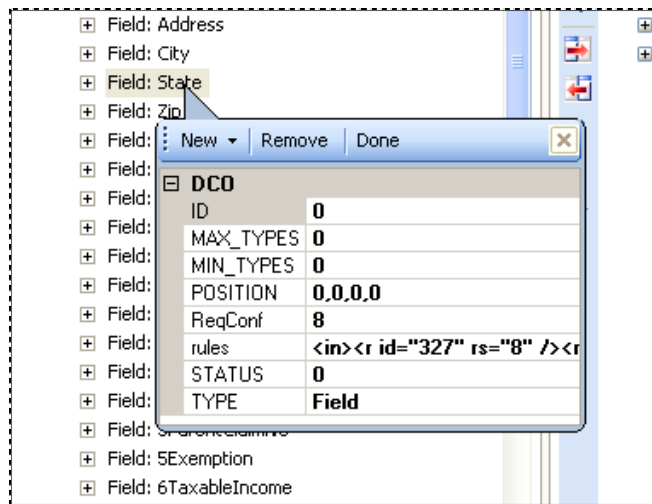 Field: Address
Field: City
Field: State
Field: Zip
Field:
New Remove Done
Field:
DCO
Field:
ID 0
Field:
MAX_TYPES 0
MIN_TYPES 0
Field:
POSITION 0,0,0,0
Field:
ReqConf 8
Field:
rules <in><r id="327" rs="8" /><r
Field:
STATUS 0
Field:
TYPE Field
Field:
Field: 5Exemption
Field: 6TaxableIncome